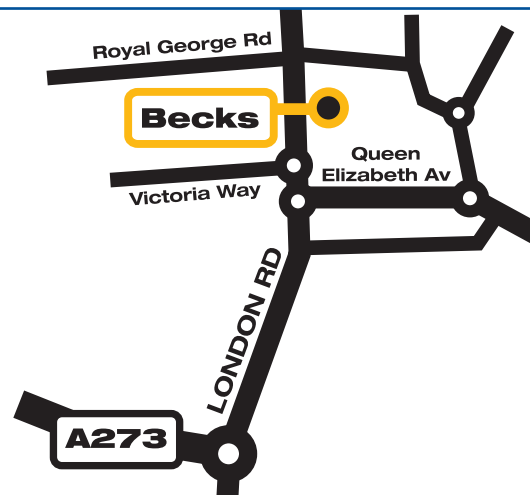 Royal George Rd
Becks
Queen
Elizabeth Av
Victoria Way
LONDON RD
A273